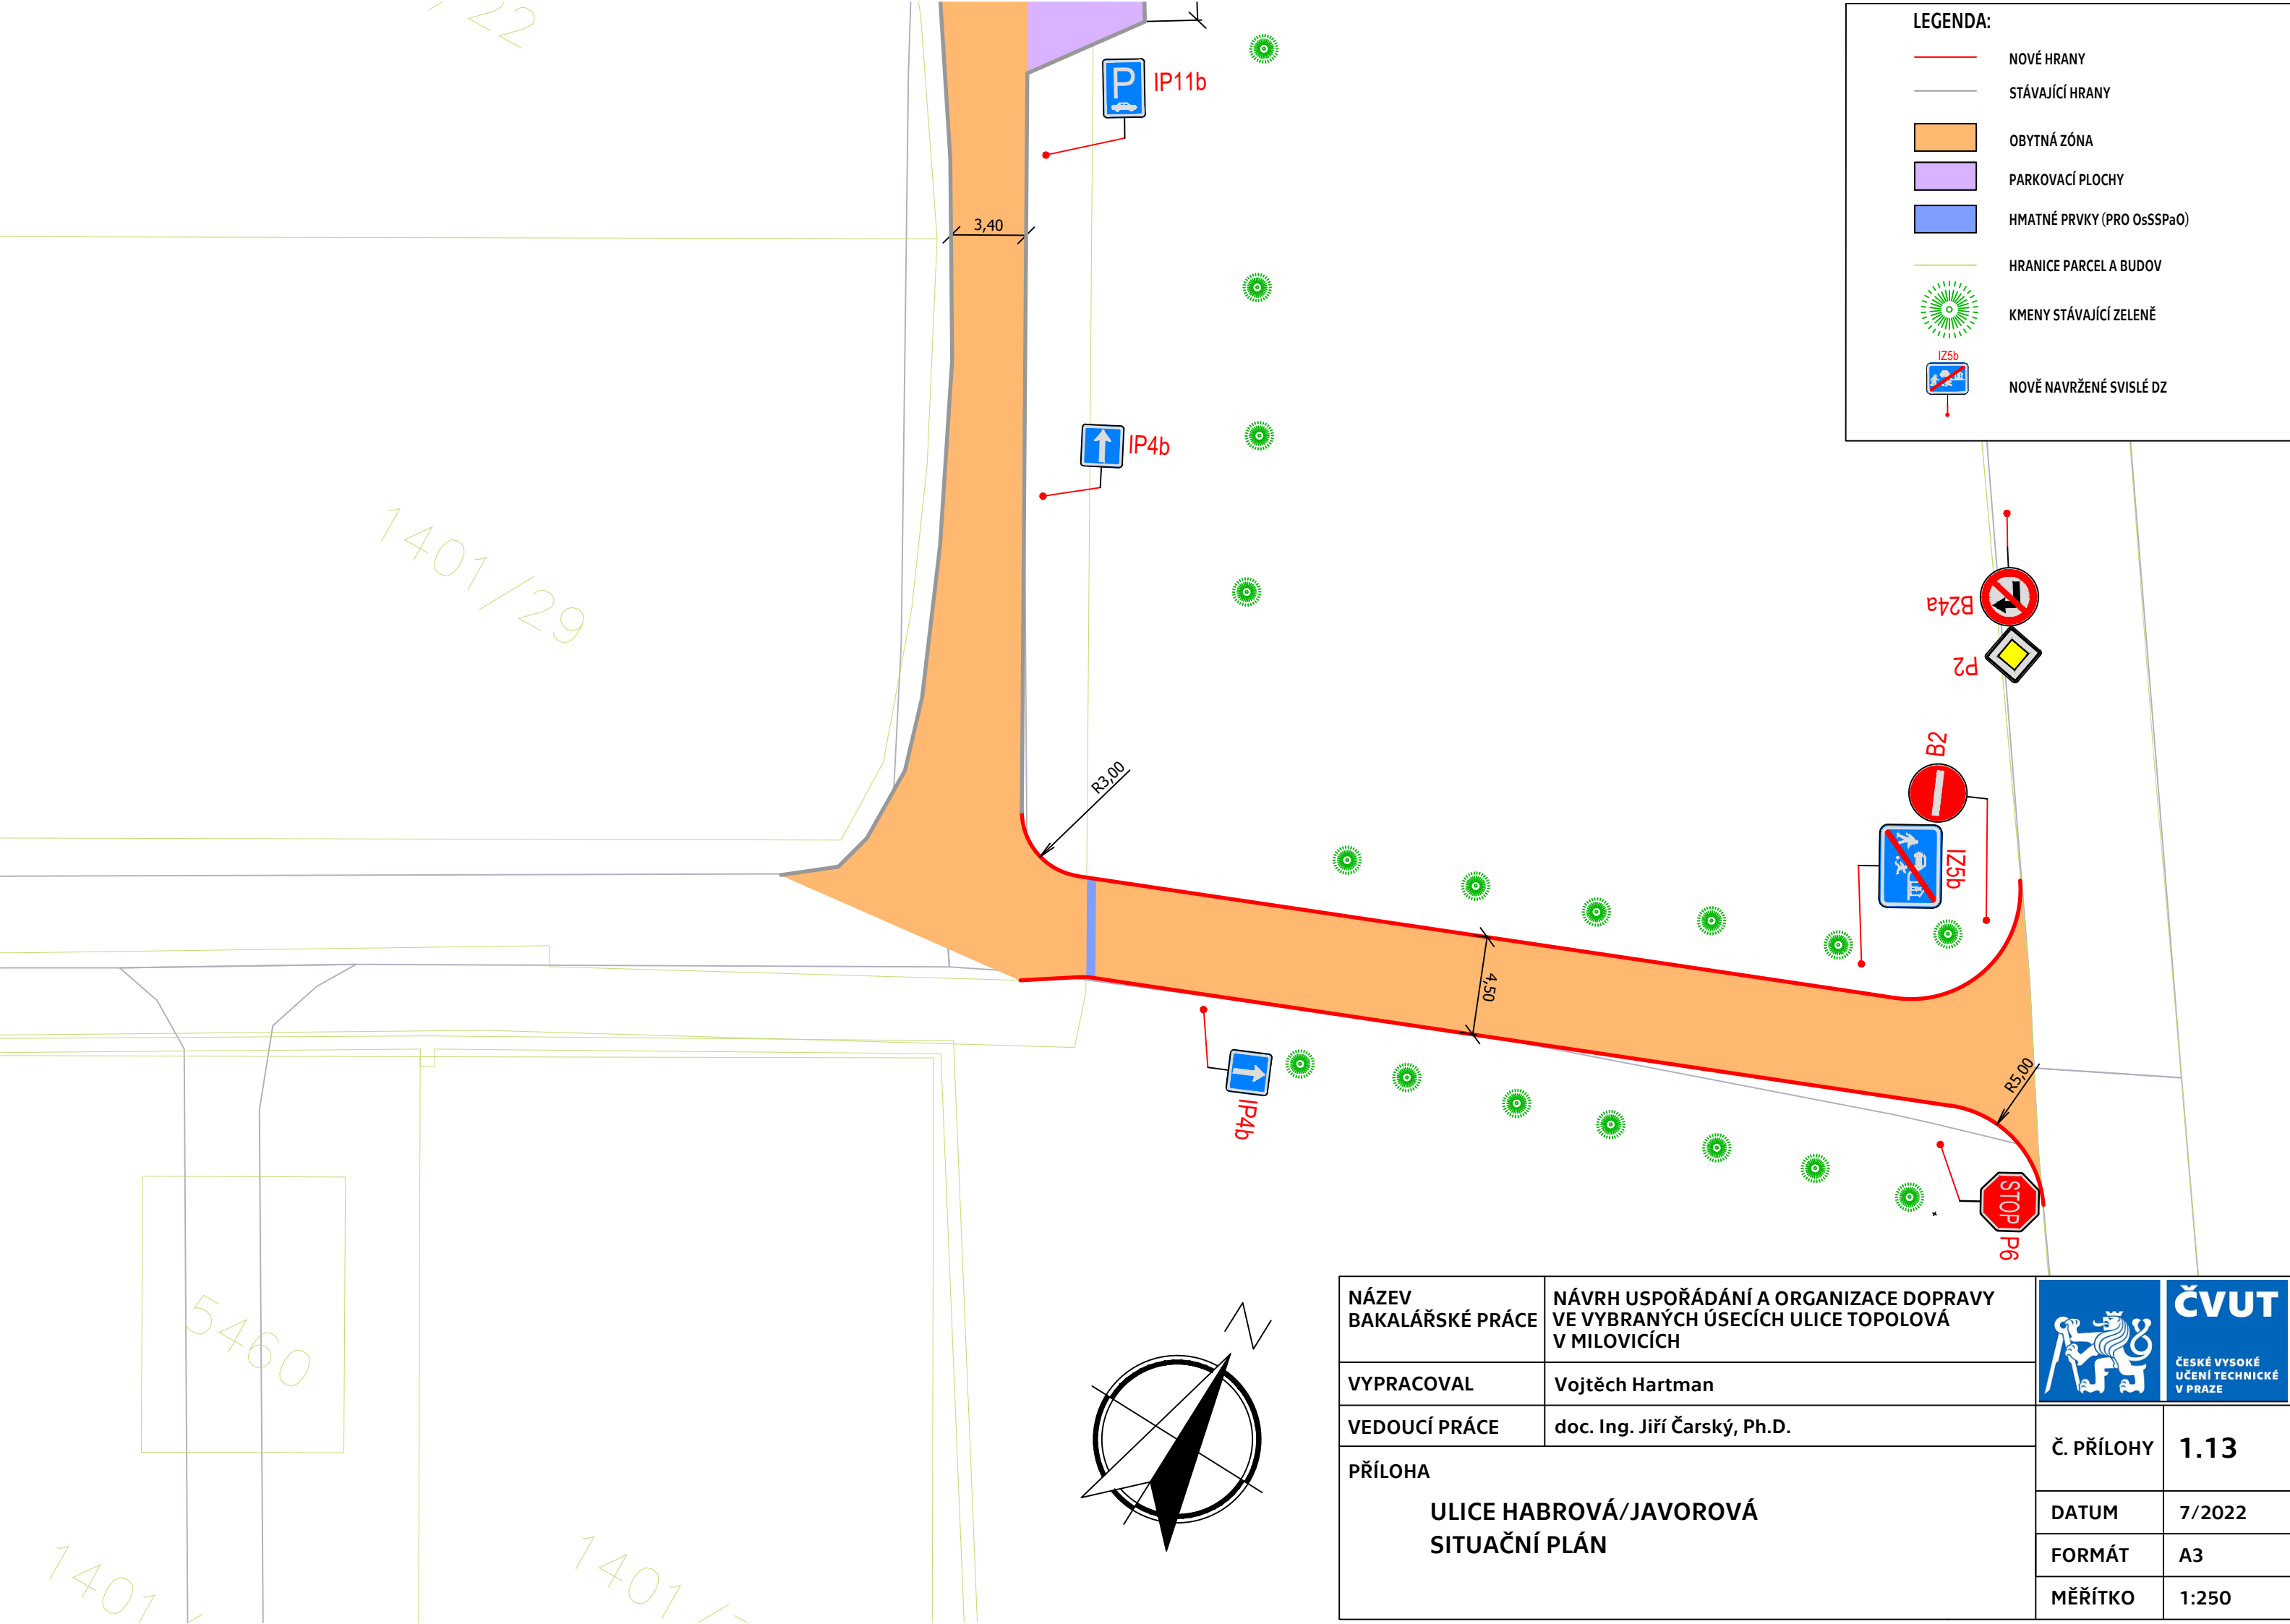 /22
P
IP11b
3,40
IP4b
1401/29
R3,00
4,50
IP4b
B24a
P2
B2
IZ5b
R5,00
STOP
P6
5460
1401
1401/
N
LEGENDA:
NOVÉ HRANY
STÁVAJÍCÍ HRANY
OBYTNÁ ZÓNA
PARKOVACÍ PLOCHY
HMATNÉ PRVKY (PRO OsSSPaO)
HRANICE PARCEL A BUDOV
KMENY STÁVAJÍCÍ ZELENĚ
IZ5b
NOVĚ NAVRŽENÉ SVISLÉ DZ
NÁZEV
BAKALÁŘSKÉ PRÁCE
NÁVRH USPOŘÁDÁNÍ A ORGANIZACE DOPRAVY
VE VYBRANÝCH ÚSECÍCH ULICE TOPOLOVÁ
V MILOVICÍCH
VYPRACOVAL
Vojtěch Hartman
VEDOUCÍ PRÁCE
doc. Ing. Jiří Čarský, Ph.D.
PŘÍLOHA
ULICE HABROVÁ/JAVOROVÁ
SITUAČNÍ PLÁN
ČVUT
ČESKÉ VYSOKÉ
UČENÍ TECHNICKÉ
V PRAZE
Č. PŘÍLOHY
1.13
DATUM
7/2022
FORMÁT
A3
MĚŘÍTKO
1:250